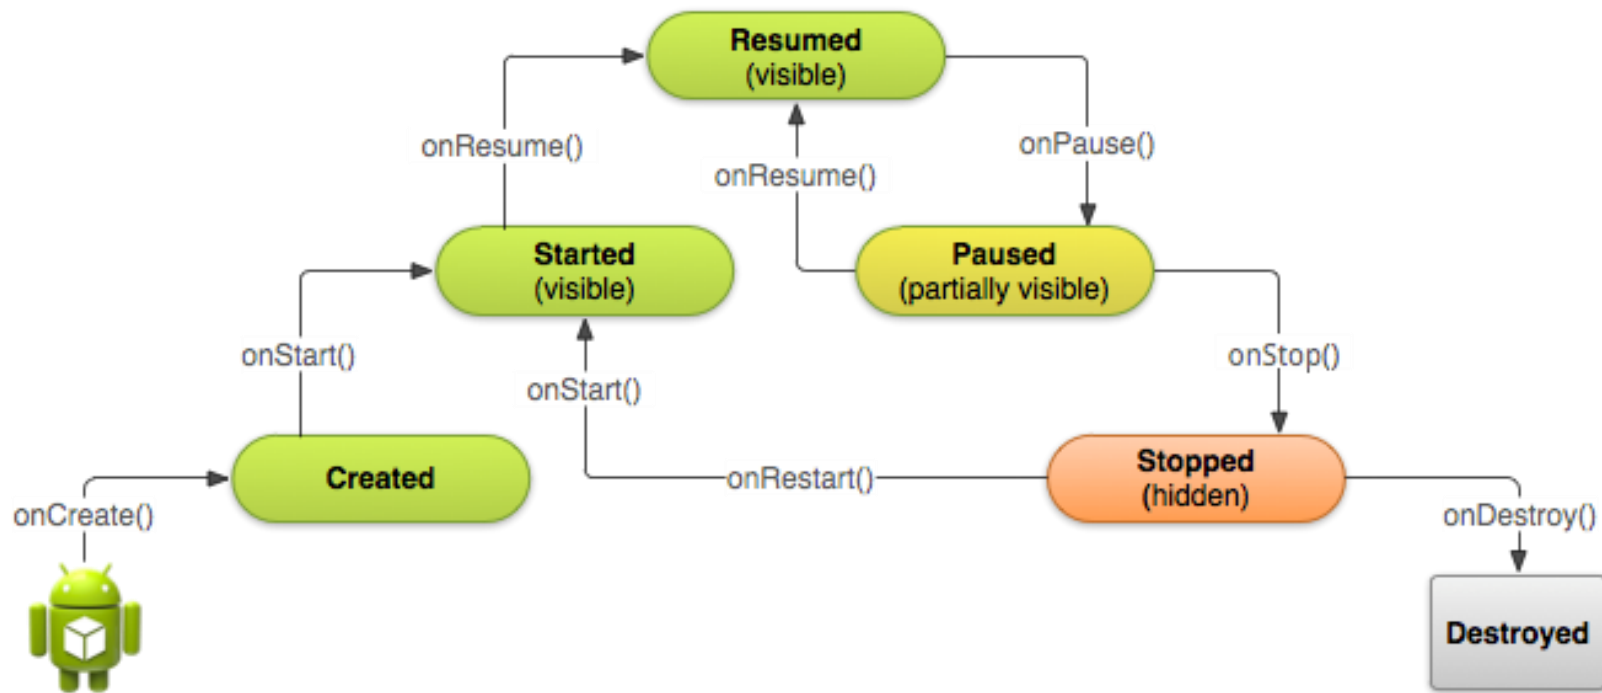 Resumed
(visible)
onResume()
onPause()
onResume()
Started
(visible)
Paused
(partially visible)
onStart()
onStop()
onStart()
Created
onRestart()
Stopped
(hidden)
onCreate()
onDestroy()
Destroyed